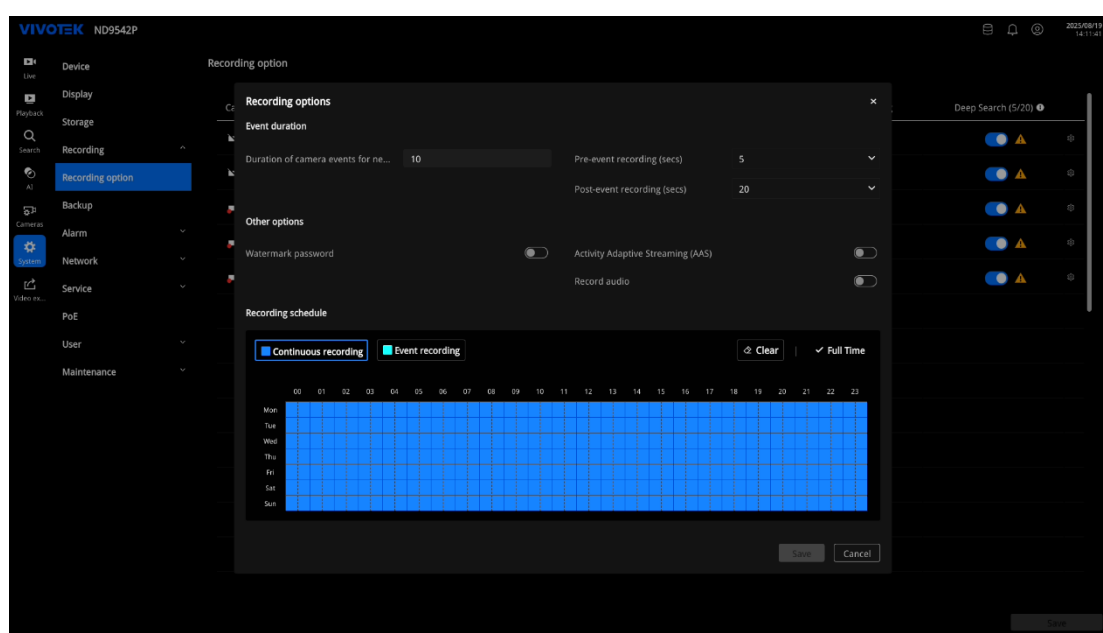 VIVOTEK ND9542P
2025/08/19
14:11:41
Live
Playback
Search
AI
Cameras
System
Video ex...
Device
Display
Storage
Recording
Recording option
Backup
Alarm
Network
Service
PoE
User
Maintenance
Recording option
Ca
Deep Search (5/20)
Recording options
×
Event duration
Duration of camera events for ne... 10
Pre-event recording (secs) 5
Post-event recording (secs) 20
Other options
Watermark password
Activity Adaptive Streaming (AAS)
Record audio
Recording schedule
Continuous recording Event recording Clear | Full Time
00 01 02 03 04 05 06 07 08 09 10 11 12 13 14 15 16 17 18 19 20 21 22 23
Mon
Tue
Wed
Thu
Fri
Sat
Sun
Save Cancel
Save